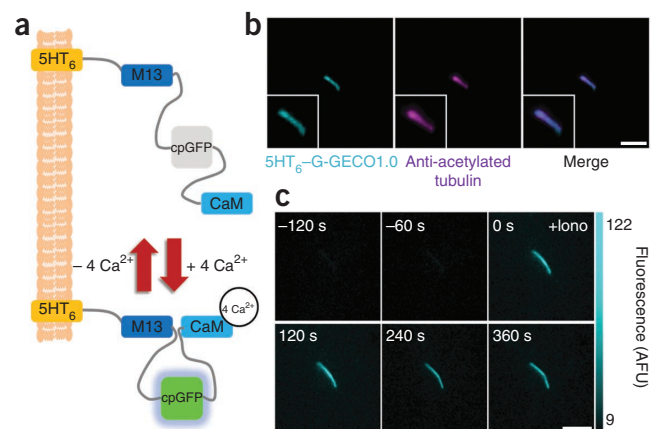 a
5HT6
M13
cpGFP
CaM
– 4 Ca2+
+ 4 Ca2+
4 Ca2+
5HT6
M13
CaM
cpGFP
b
5HT6–G-GECO1.0
Anti-acetylated
tubulin
Merge
c
–120 s
–60 s
0 s
+Iono
122
120 s
240 s
360 s
9
Fluorescence (AFU)